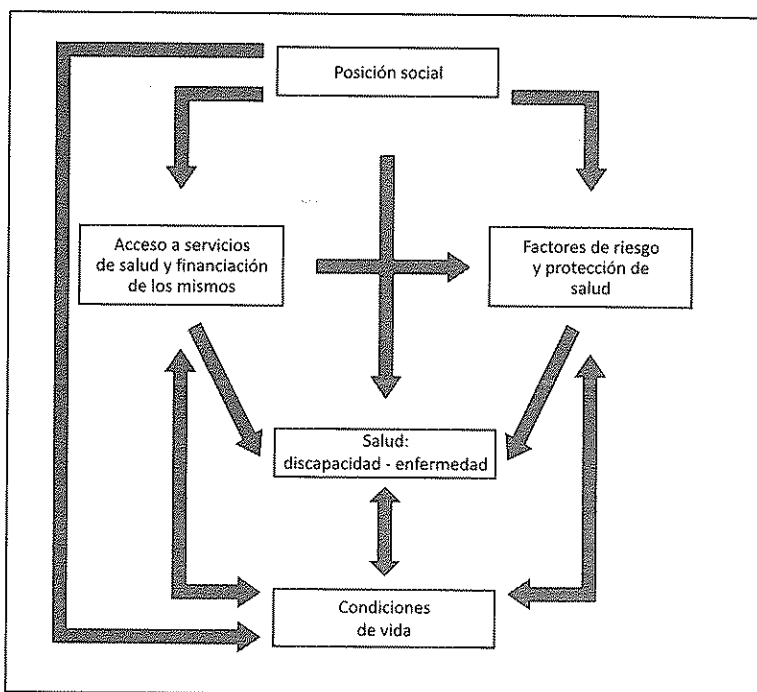 Posición social
Acceso a servicios
de salud y financiación
de los mismos
Factores de riesgo
y protección de
salud
Salud:
discapacidad - enfermedad
Condiciones
de vida